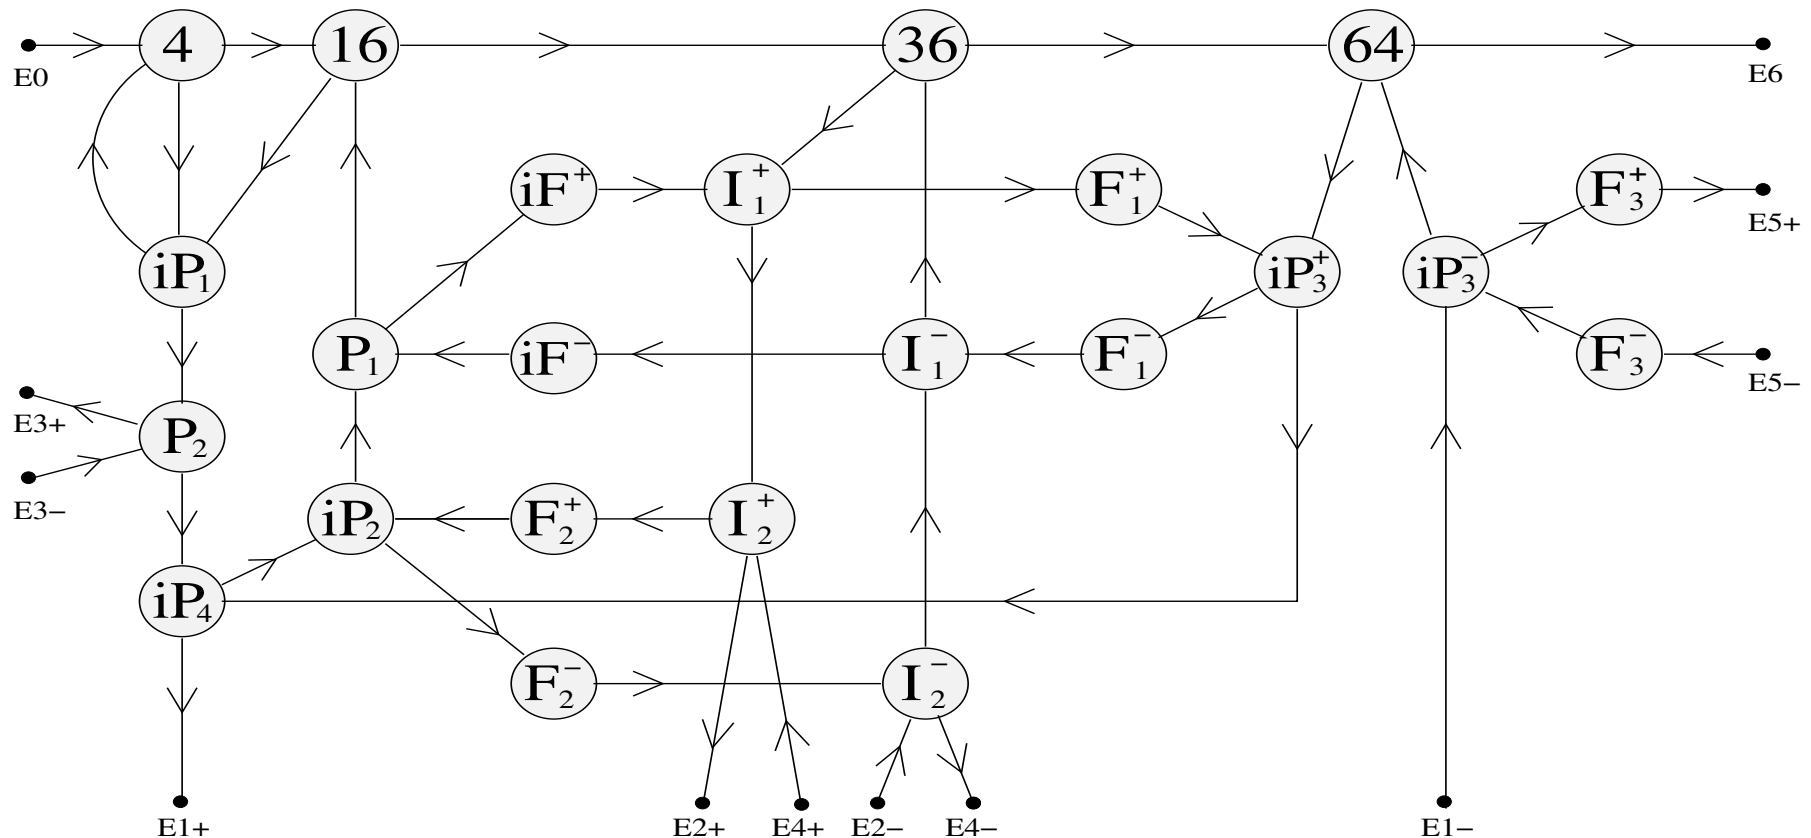 4 16 36 64
E0 E6
iF⁺ I₁⁺ F₁⁺ F₃⁺
E5+
iP₁ iP₃⁺ iP₃⁻
P₁ iF⁻ I₁⁻ F₁⁻ F₃⁻
E5−
E3+
P₂
E3−
iP₂ F₂⁺ I₂⁺
iP₄
F₂⁻ I₂⁻
E1+ E2+ E4+ E2− E4− E1−